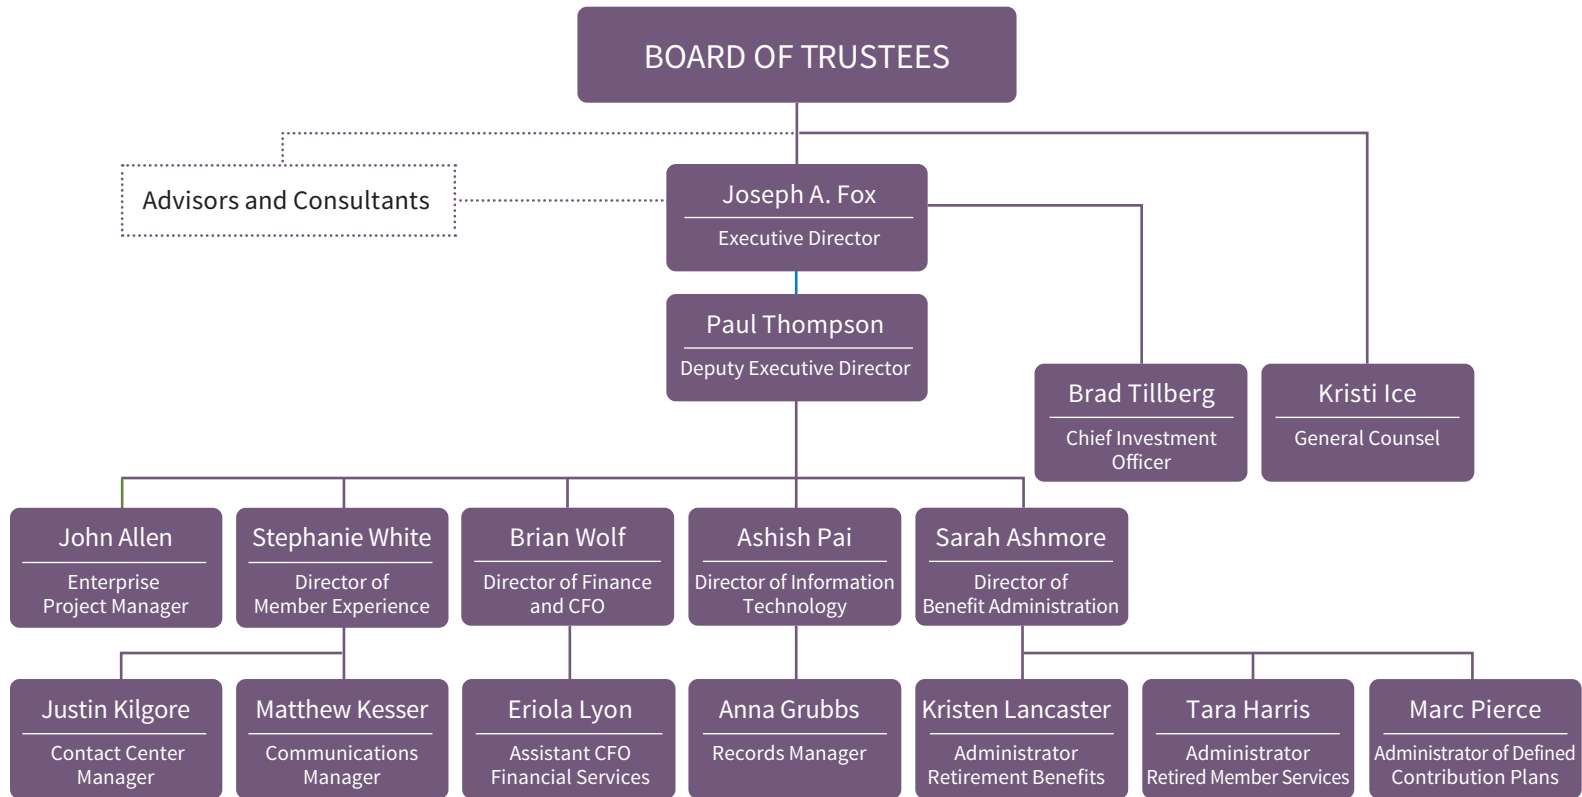 BOARD OF TRUSTEES
Advisors and Consultants
Joseph A. Fox
Executive Director
Paul Thompson
Deputy Executive Director
Brad Tillberg
Chief Investment
Officer
Kristi Ice
General Counsel
John Allen
Enterprise
Project Manager
Stephanie White
Director of
Member Experience
Brian Wolf
Director of Finance
and CFO
Ashish Pai
Director of Information
Technology
Sarah Ashmore
Director of
Benefit Administration
Justin Kilgore
Contact Center
Manager
Matthew Kesser
Communications
Manager
Eriola Lyon
Assistant CFO
Financial Services
Anna Grubbs
Records Manager
Kristen Lancaster
Administrator
Retirement Benefits
Tara Harris
Administrator
Retired Member Services
Marc Pierce
Administrator of Defined
Contribution Plans